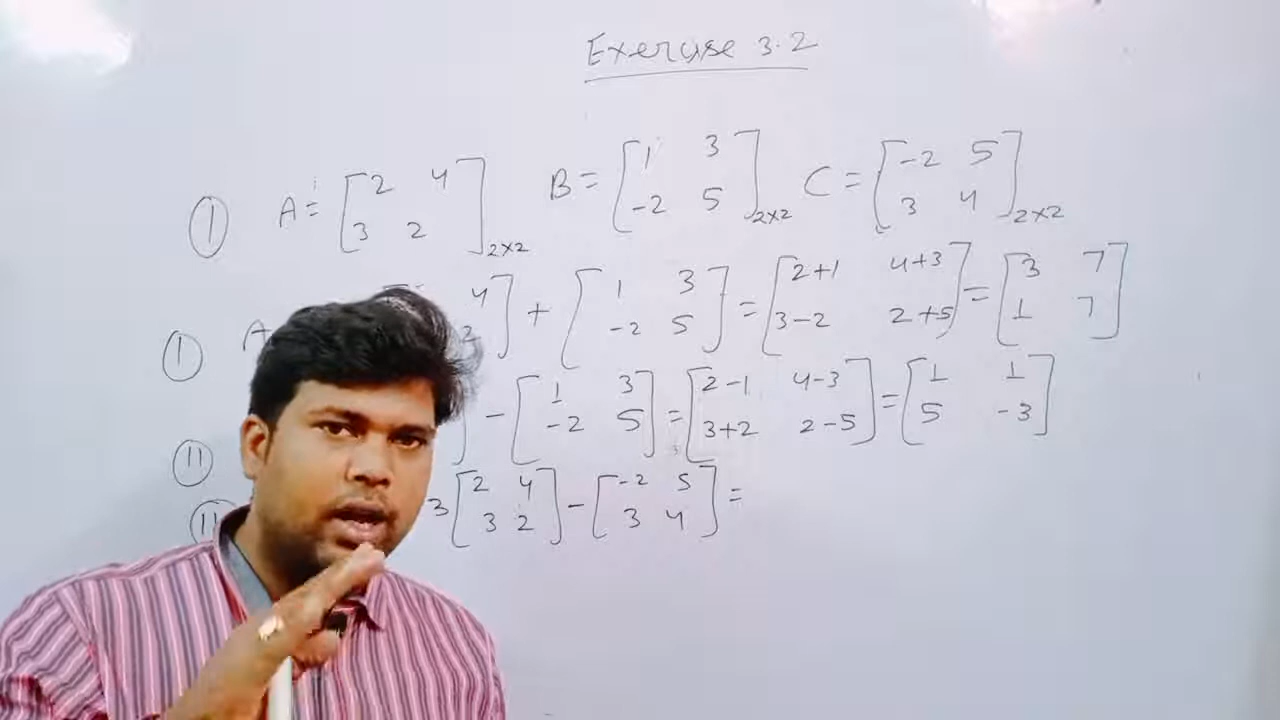 Exercise 3.2
① A = [2 4 B = [1 3 C = [-2 5
3 2]2×2 -2 5]2×2 3 4]2×2
① A 4] + [1 3 = [2+1 4+3 = [3 7
-2 5] 3-2 2+5] 1 7]
- [1 3 = [2-1 4-3 = [1 1
⑪ -2 5] 3+2 2-5] 5 -3]
3 [2 4 - [-2 5 =
3 2] 3 4]